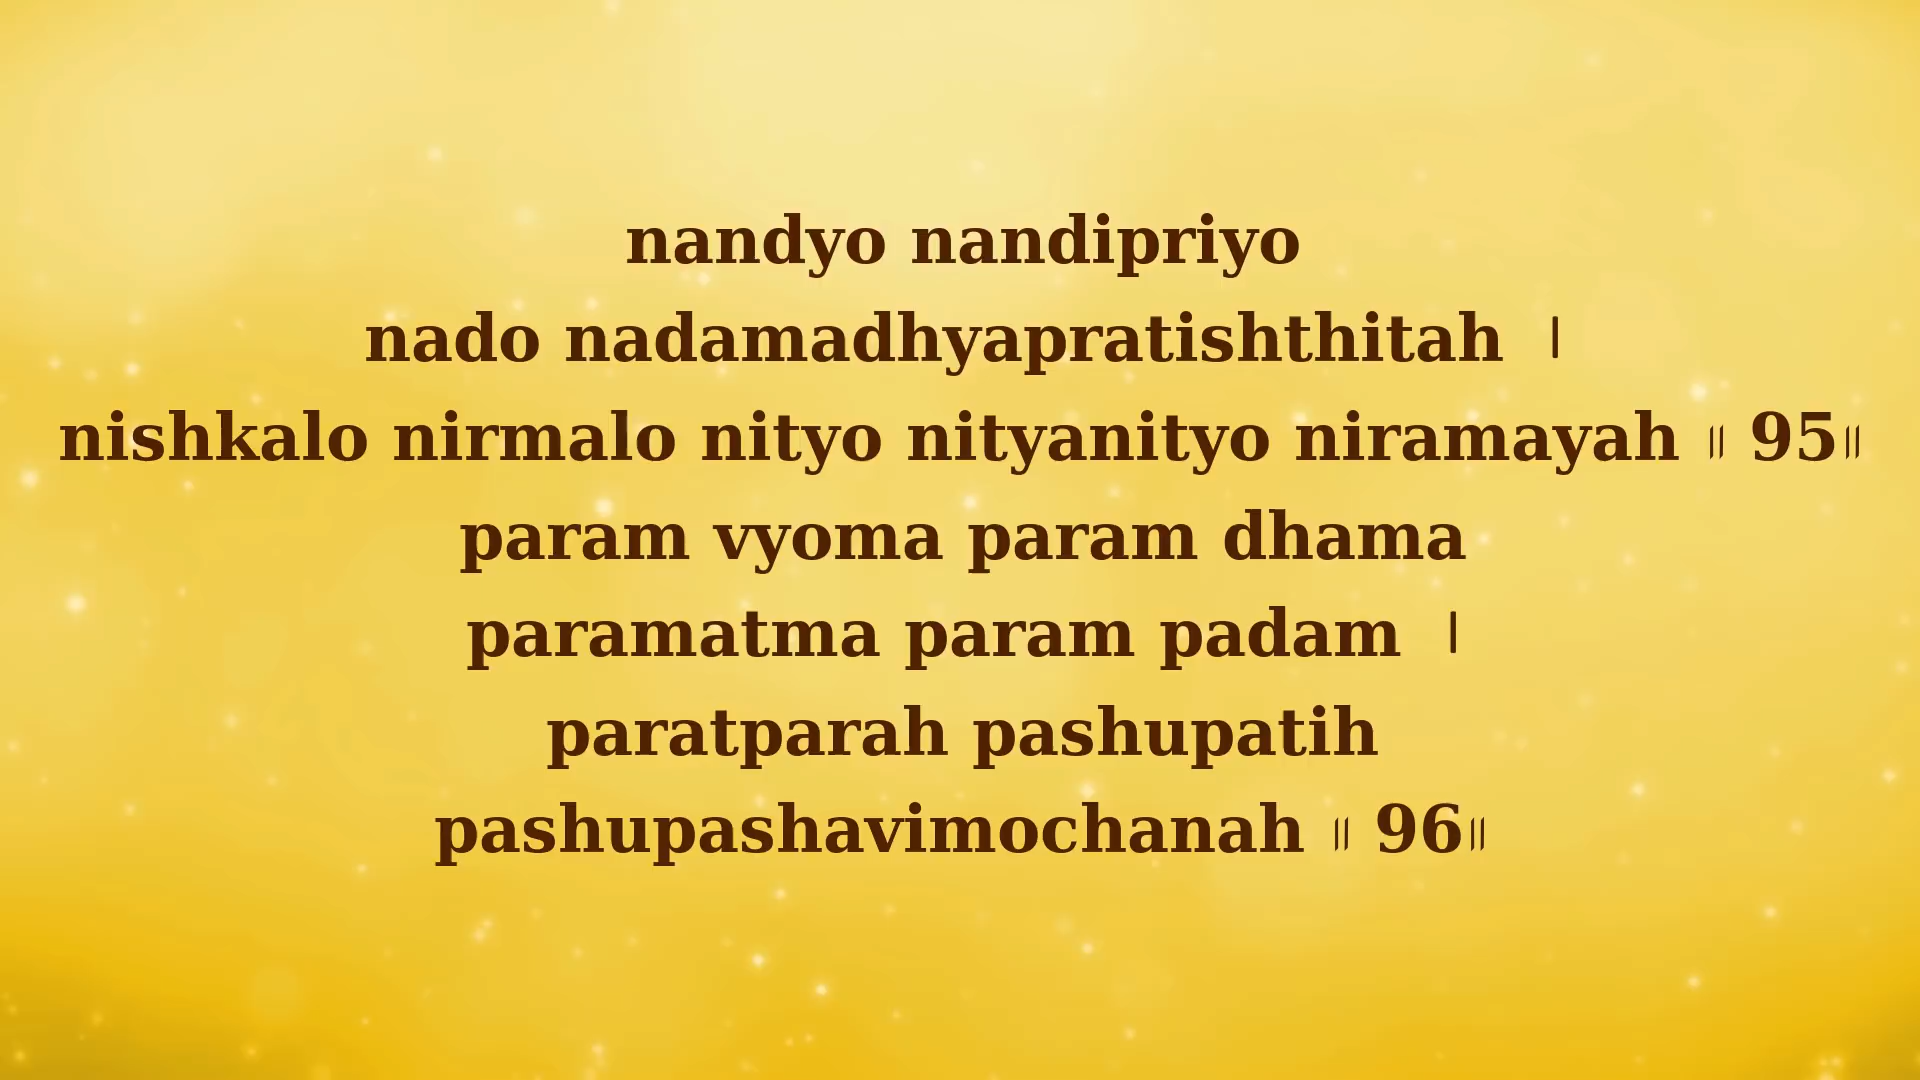 nandyo nandipriyo
nado nadamadhyapratishthitah ।
nishkalo nirmalo nityo nityanityo niramayah ॥ 95॥
param vyoma param dhama
paramatma param padam ।
paratparah pashupatih
pashupashavimochanah ॥ 96॥